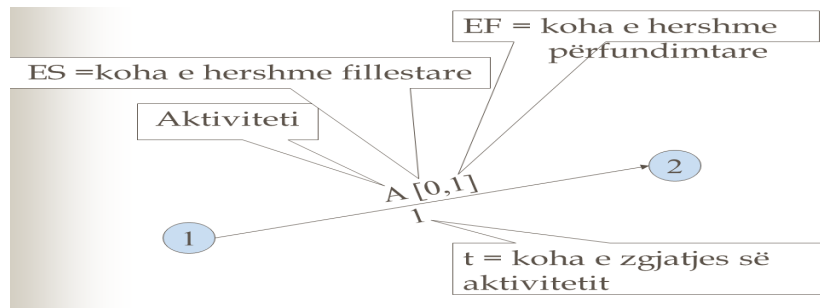 EF = koha e hershme
përfundimtare
ES =koha e hershme fillestare
Aktiviteti
A [0,1]
1
2
1
t = koha e zgjatjes së
aktivitetit